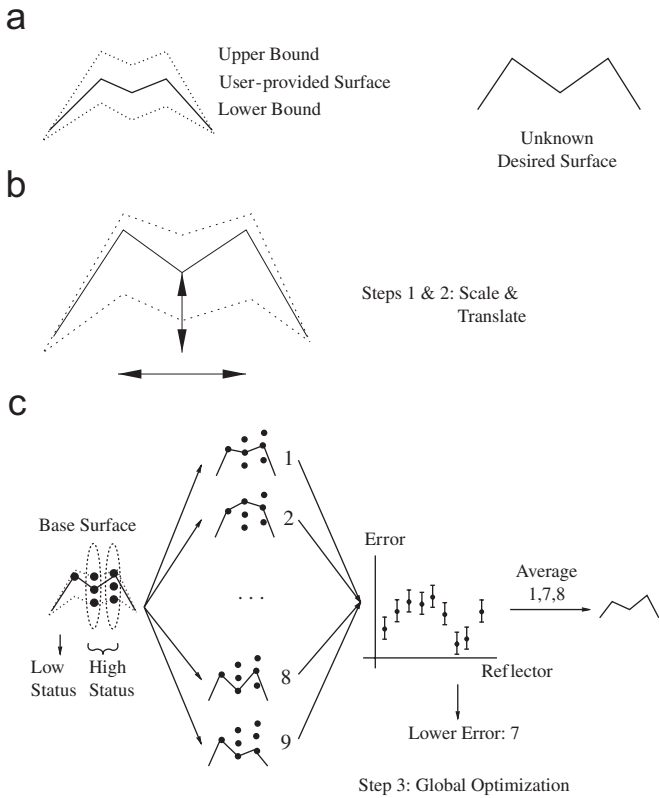 a
Upper Bound
User-provided Surface
Lower Bound
Unknown
Desired Surface
b
Steps 1 & 2: Scale &
Translate
c
Base Surface
Low
Status
High
Status
1
2
. . .
8
9
Error
Reflector
Average
1,7,8
Lower Error: 7
Step 3: Global Optimization